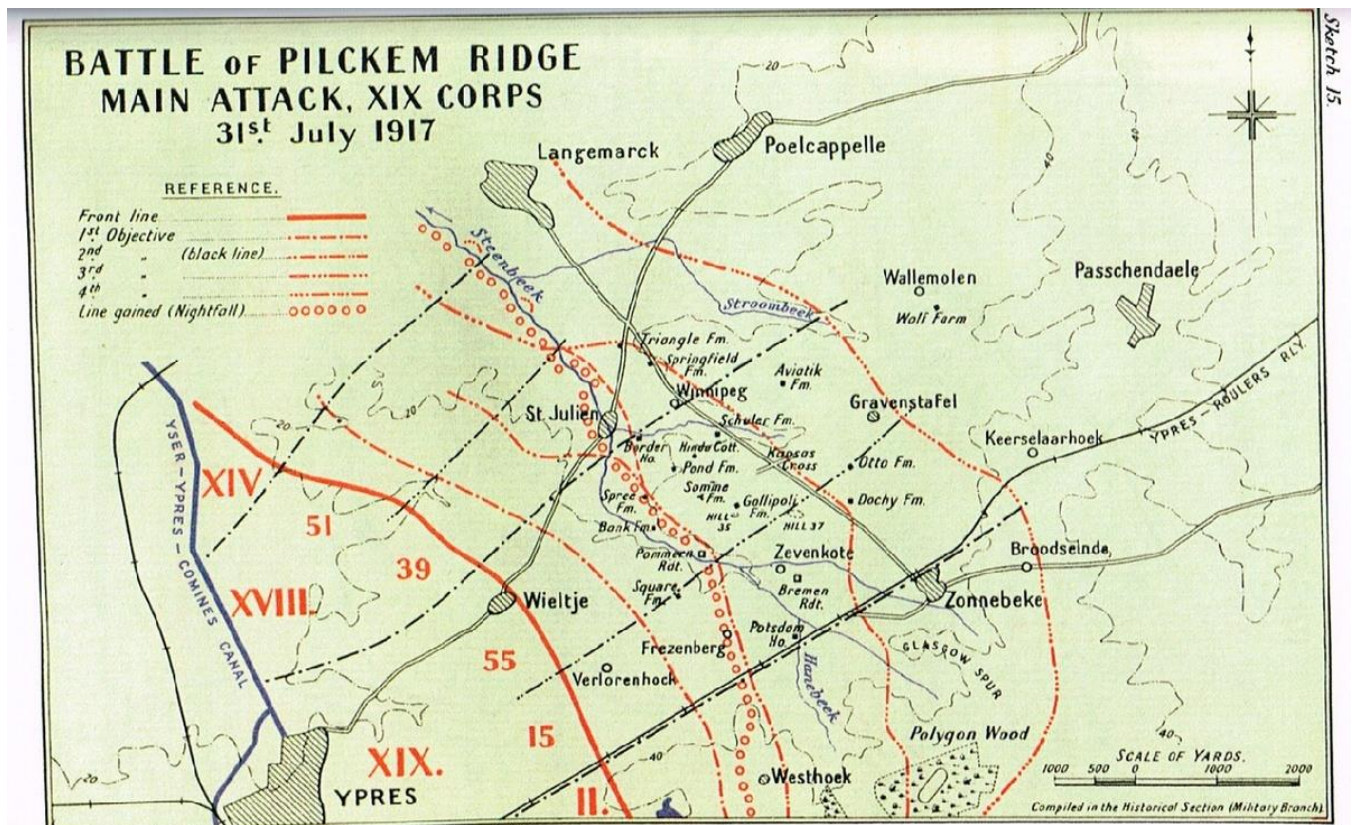 Sketch 15.
BATTLE OF PILCKEM RIDGE
MAIN ATTACK, XIX CORPS
31st July 1917
REFERENCE.
Front line
1st Objective
2nd " (black line)
3rd "
4th "
Line gained (Nightfall)
20
Poelcappelle
Langemarck
40
40
Steenbeek
Stroombeek
Wallemolen
Wolf Farm
Passchendaele
Triangle Fm.
Springfield
Fm.
Aviatik
Fm.
Winnipeg
Gravenstafel
YPRES-ROULERS RLY.
20
20
St. Julien
Schuler Fm.
Border
Ho.
Hindu Cott.
Kansas
Cross
Keerselaarhoek
Pond Fm.
Otto Fm.
YSER-YPRES-COMINES CANAL
XIV
51
Somme
Fm.
Spree
Fm.
Gallipoli
Fm.
Dochy Fm.
HILL
35
HILL 37
Bank Fm.
39
Pommern
Rdt.
Zevenkote
Broodseinde
XVIII.
Wieltje
Square
Fm.
Bremen
Rdt.
Zonnebeke
Potsdam
Ho.
Frezenberg
GLASGOW SPUR
55
Verlorenhoek
Hanebeek
15
Polygon Wood
40
XIX.
YPRES
20
40
II.
Westhoek
SCALE OF YARDS.
1000 500 0 1000 2000
Compiled in the Historical Section (Military Branch)